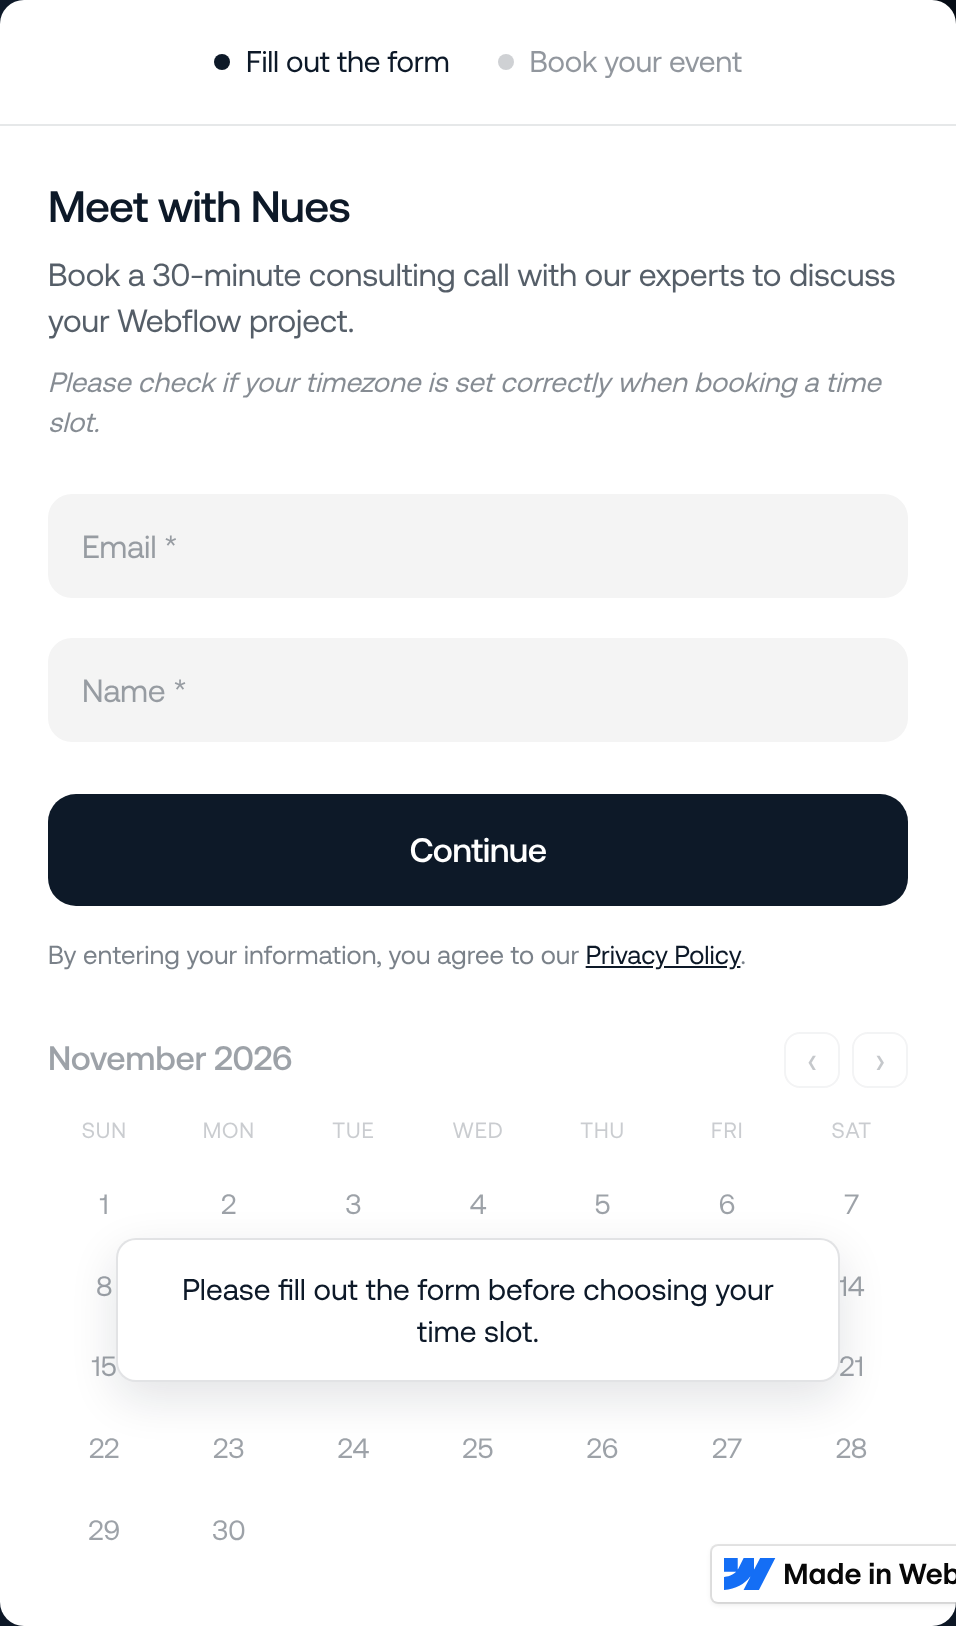 Fill out the form
Book your event
Meet with Nues
Book a 30-minute consulting call with our experts to discuss
your Webflow project.
Please check if your timezone is set correctly when booking a time
slot.
Email *
Name *
Continue
By entering your information, you agree to our Privacy Policy.
November 2026
‹ ›
SUN MON TUE WED THU FRI SAT
1 2 3 4 5 6 7
8 14
Please fill out the form before choosing your
time slot.
15 21
22 23 24 25 26 27 28
29 30
Made in Web